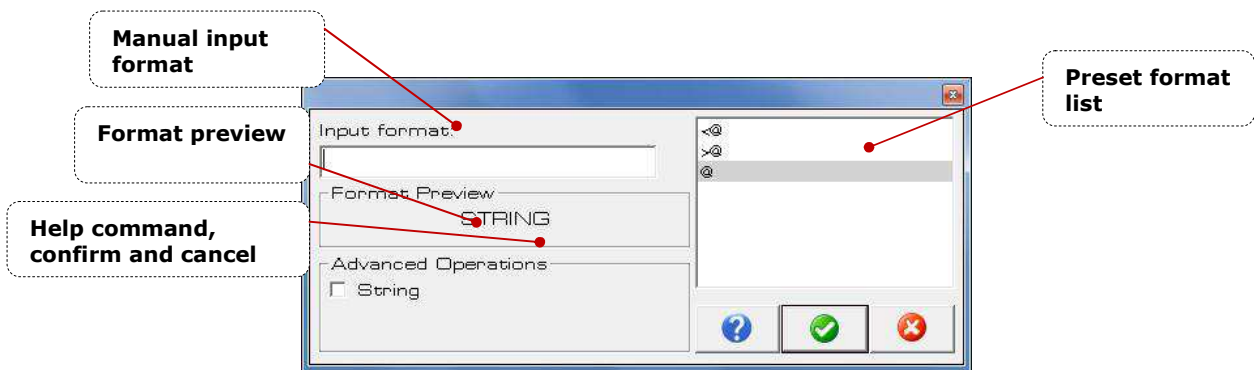 Manual input
format
Format preview
Help command,
confirm and cancel
Preset format
list
Input format:
Format Preview
STRING
Advanced Operations
String
<@
>@
@